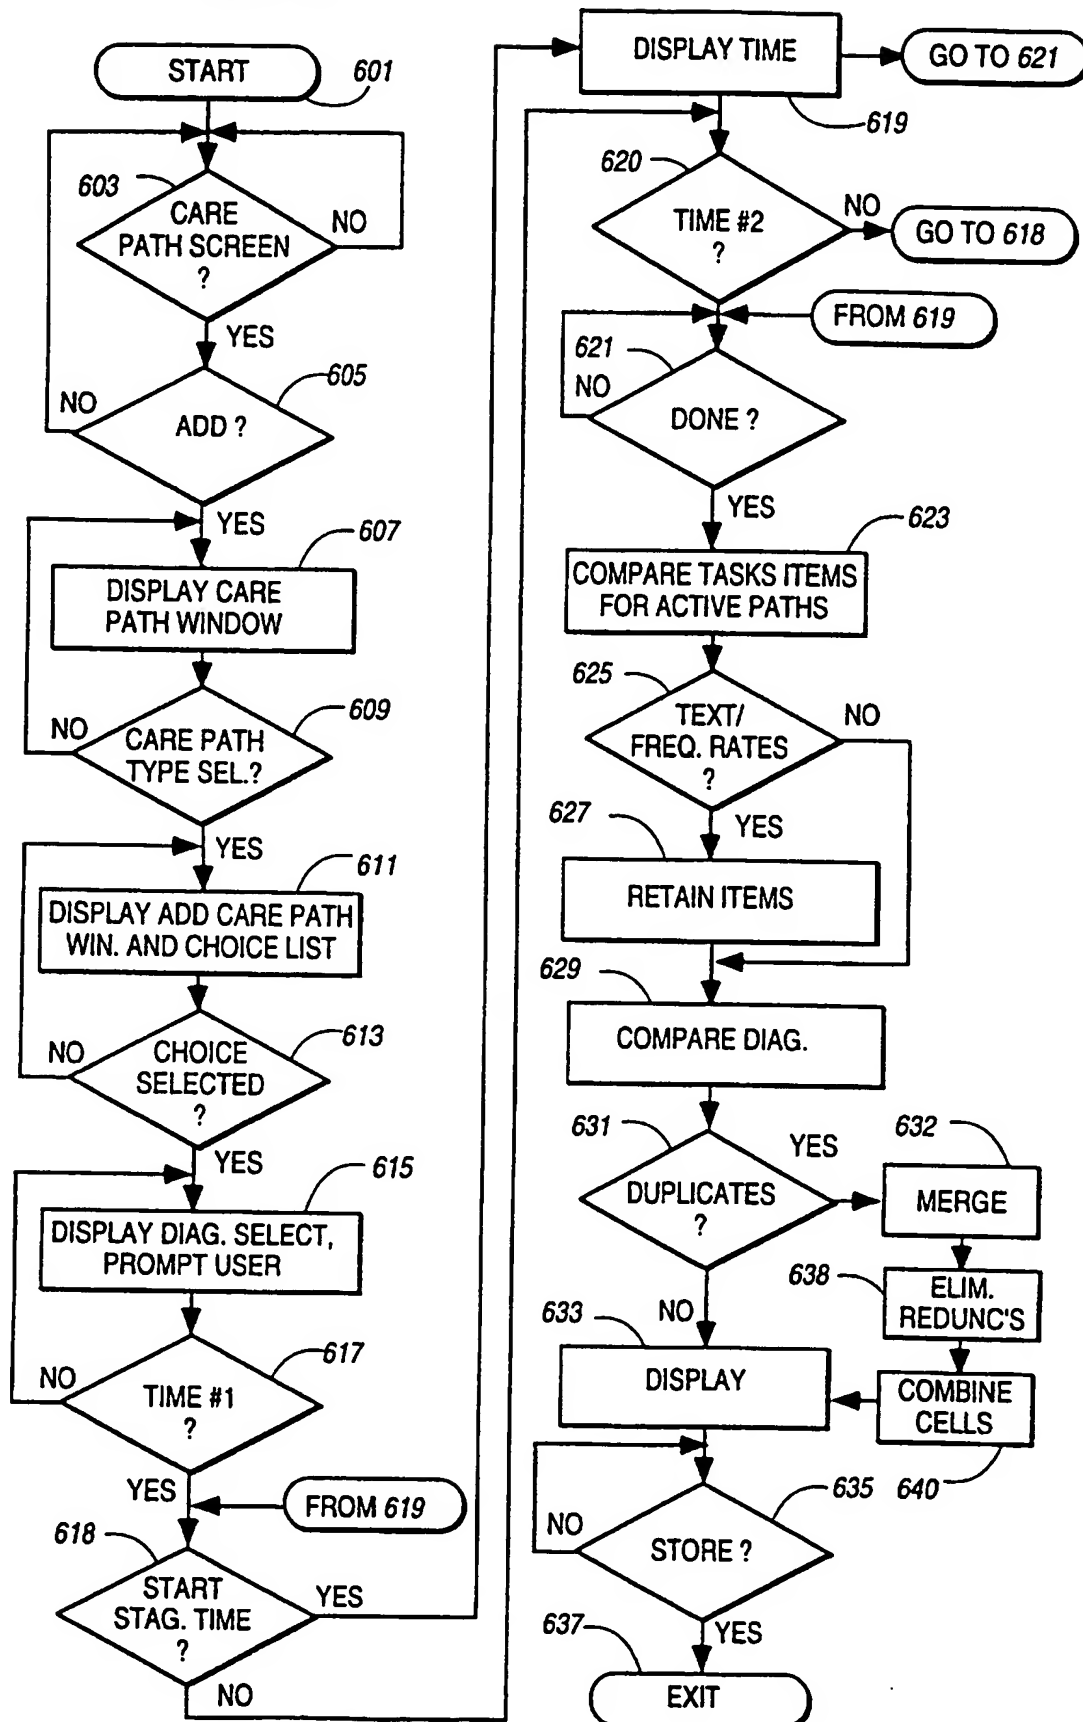 START
601
603
CARE
PATH SCREEN
?
NO
YES
605
NO
ADD ?
YES
607
DISPLAY CARE
PATH WINDOW
609
NO
CARE PATH
TYPE SEL.?
YES
611
DISPLAY ADD CARE PATH
WIN. AND CHOICE LIST
613
NO
CHOICE
SELECTED
?
YES
615
DISPLAY DIAG. SELECT,
PROMPT USER
617
NO
TIME #1
?
YES
FROM 619
618
START
STAG. TIME
?
YES
NO
DISPLAY TIME
GO TO 621
619
620
TIME #2
?
NO
GO TO 618
FROM 619
621
NO
DONE ?
YES
623
COMPARE TASKS ITEMS
FOR ACTIVE PATHS
625
TEXT/
FREQ. RATES
?
NO
YES
627
RETAIN ITEMS
629
COMPARE DIAG.
631
YES
632
DUPLICATES
?
MERGE
638
ELIM.
REDUNC'S
NO
633
DISPLAY
COMBINE
CELLS
640
635
NO
STORE ?
YES
637
EXIT